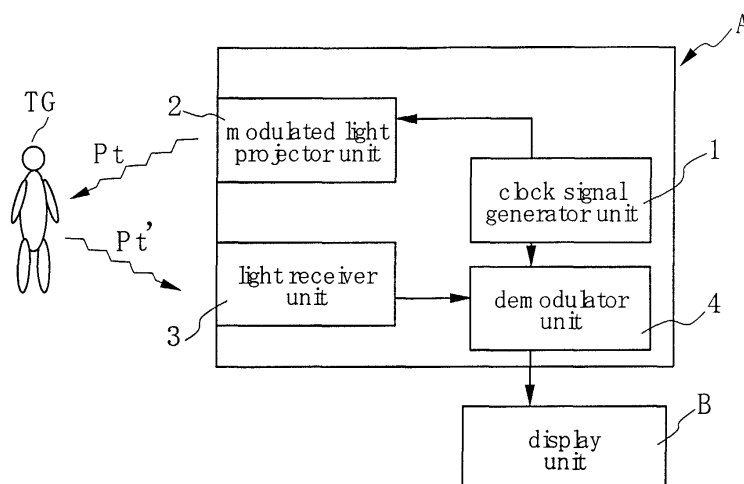 A
TG
2
modulated light
projector unit
Pt
1
clock signal
generator unit
Pt'
light receiver
unit
3
demodulator
unit
4
B
display
unit